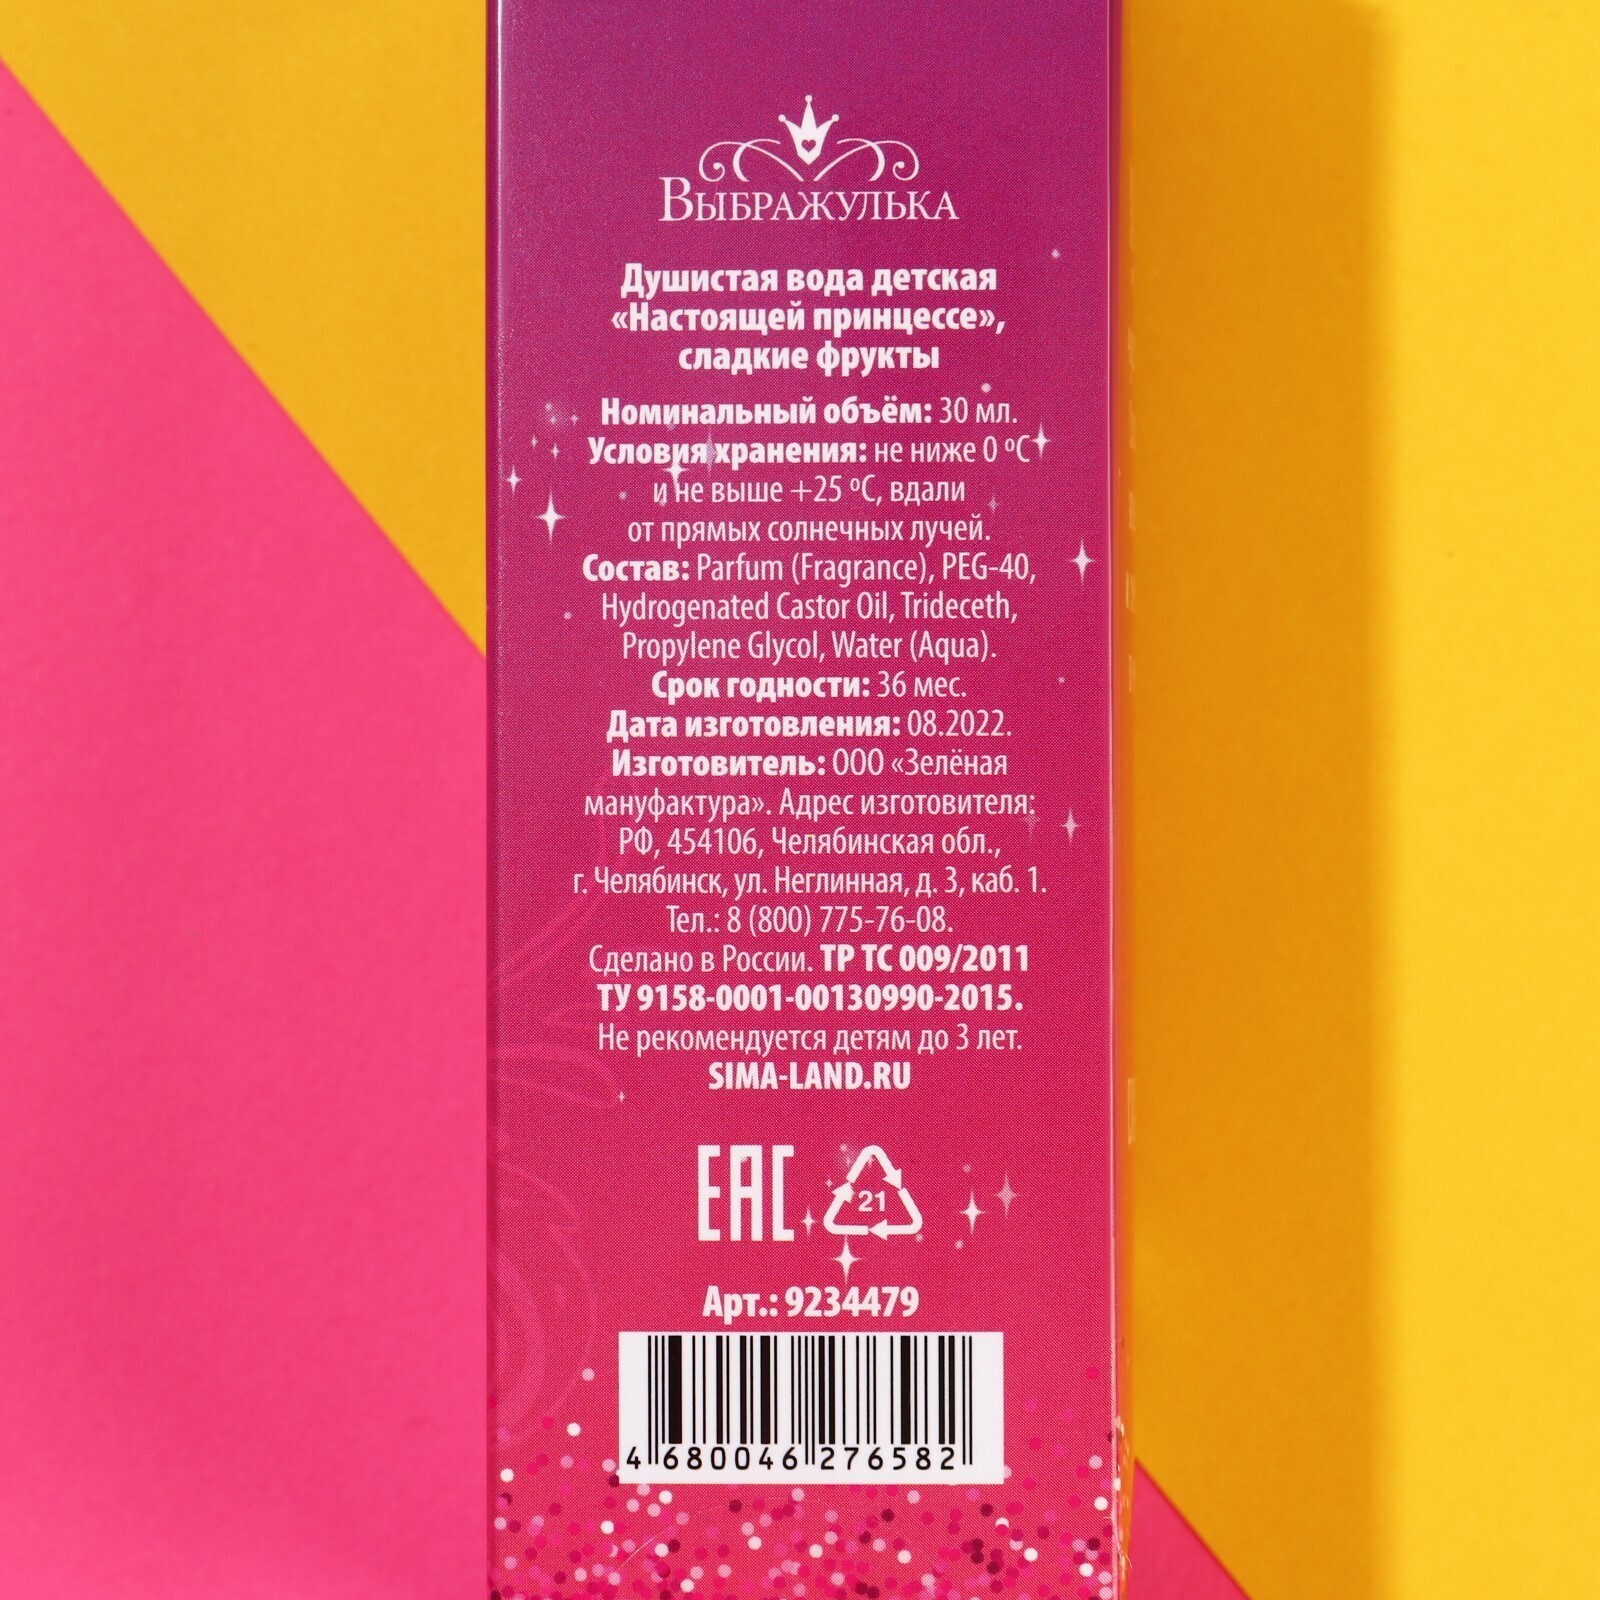 Выбражулька
Душистая вода детская
«Настоящей принцессе»,
сладкие фрукты
Номинальный объём: 30 мл.
Условия хранения: не ниже 0 ºС
и не выше +25 ºС, вдали
от прямых солнечных лучей.
Состав: Parfum (Fragrance), PEG-40,
Hydrogenated Castor Oil, Trideceth,
Propylene Glycol, Water (Aqua).
Срок годности: 36 мес.
Дата изготовления: 08.2022.
Изготовитель: ООО «Зелёная
мануфактура». Адрес изготовителя:
РФ, 454106, Челябинская обл.,
г. Челябинск, ул. Неглинная, д. 3, каб. 1.
Тел.: 8 (800) 775-76-08.
Сделано в России. ТР ТС 009/2011
ТУ 9158-0001-00130990-2015.
Не рекомендуется детям до 3 лет.
SIMA-LAND.RU
ЕАС 21
Арт.: 9234479
4 680046 276582